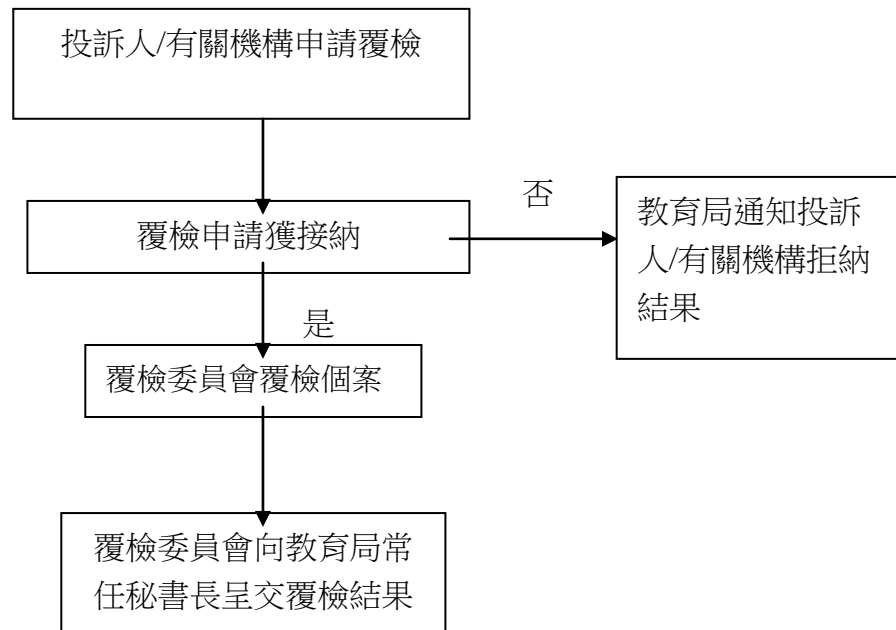 投訴人/有關機構申請覆檢
覆檢申請獲接納
否
教育局通知投訴
人/有關機構拒納
結果
是
覆檢委員會覆檢個案
覆檢委員會向教育局常
任秘書長呈交覆檢結果